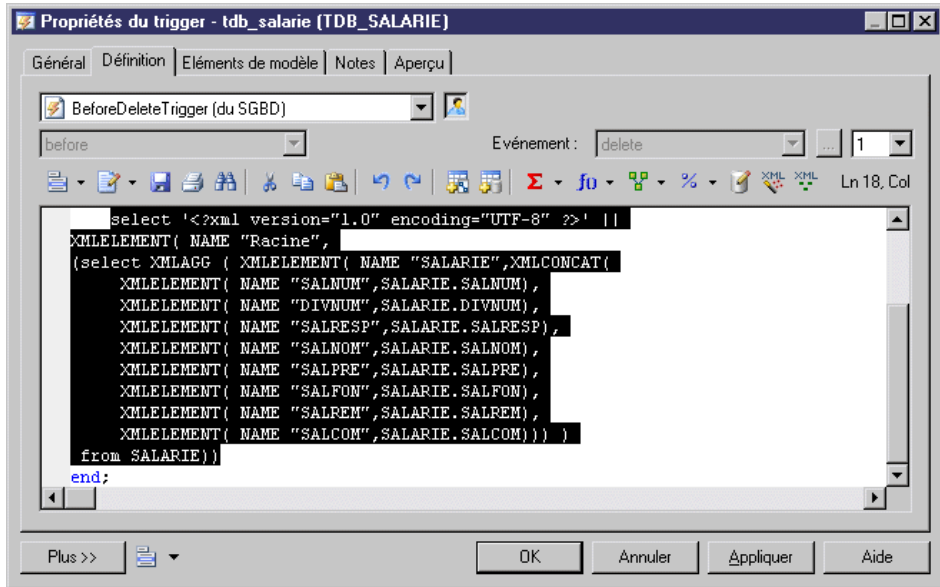 Propriétés du trigger - tdb_salarie (TDB_SALARIE)
Général Définition Eléments de modèle Notes Aperçu
BeforeDeleteTrigger (du SGBD)
before Evénement : delete ... 1
Σ f() % XML XML Ln 18, Col
select '<?xml version="1.0" encoding="UTF-8" ?>' ||
XMLELEMENT( NAME "Racine",
(select XMLAGG ( XMLELEMENT( NAME "SALARIE",XMLCONCAT(
XMLELEMENT( NAME "SALNUM",SALARIE.SALNUM),
XMLELEMENT( NAME "DIVNUM",SALARIE.DIVNUM),
XMLELEMENT( NAME "SALRESP",SALARIE.SALRESP),
XMLELEMENT( NAME "SALNOM",SALARIE.SALNOM),
XMLELEMENT( NAME "SALPRE",SALARIE.SALPRE),
XMLELEMENT( NAME "SALFON",SALARIE.SALFON),
XMLELEMENT( NAME "SALREM",SALARIE.SALREM),
XMLELEMENT( NAME "SALCOM",SALARIE.SALCOM))) )
from SALARIE))
end;
Plus >> OK Annuler Appliquer Aide